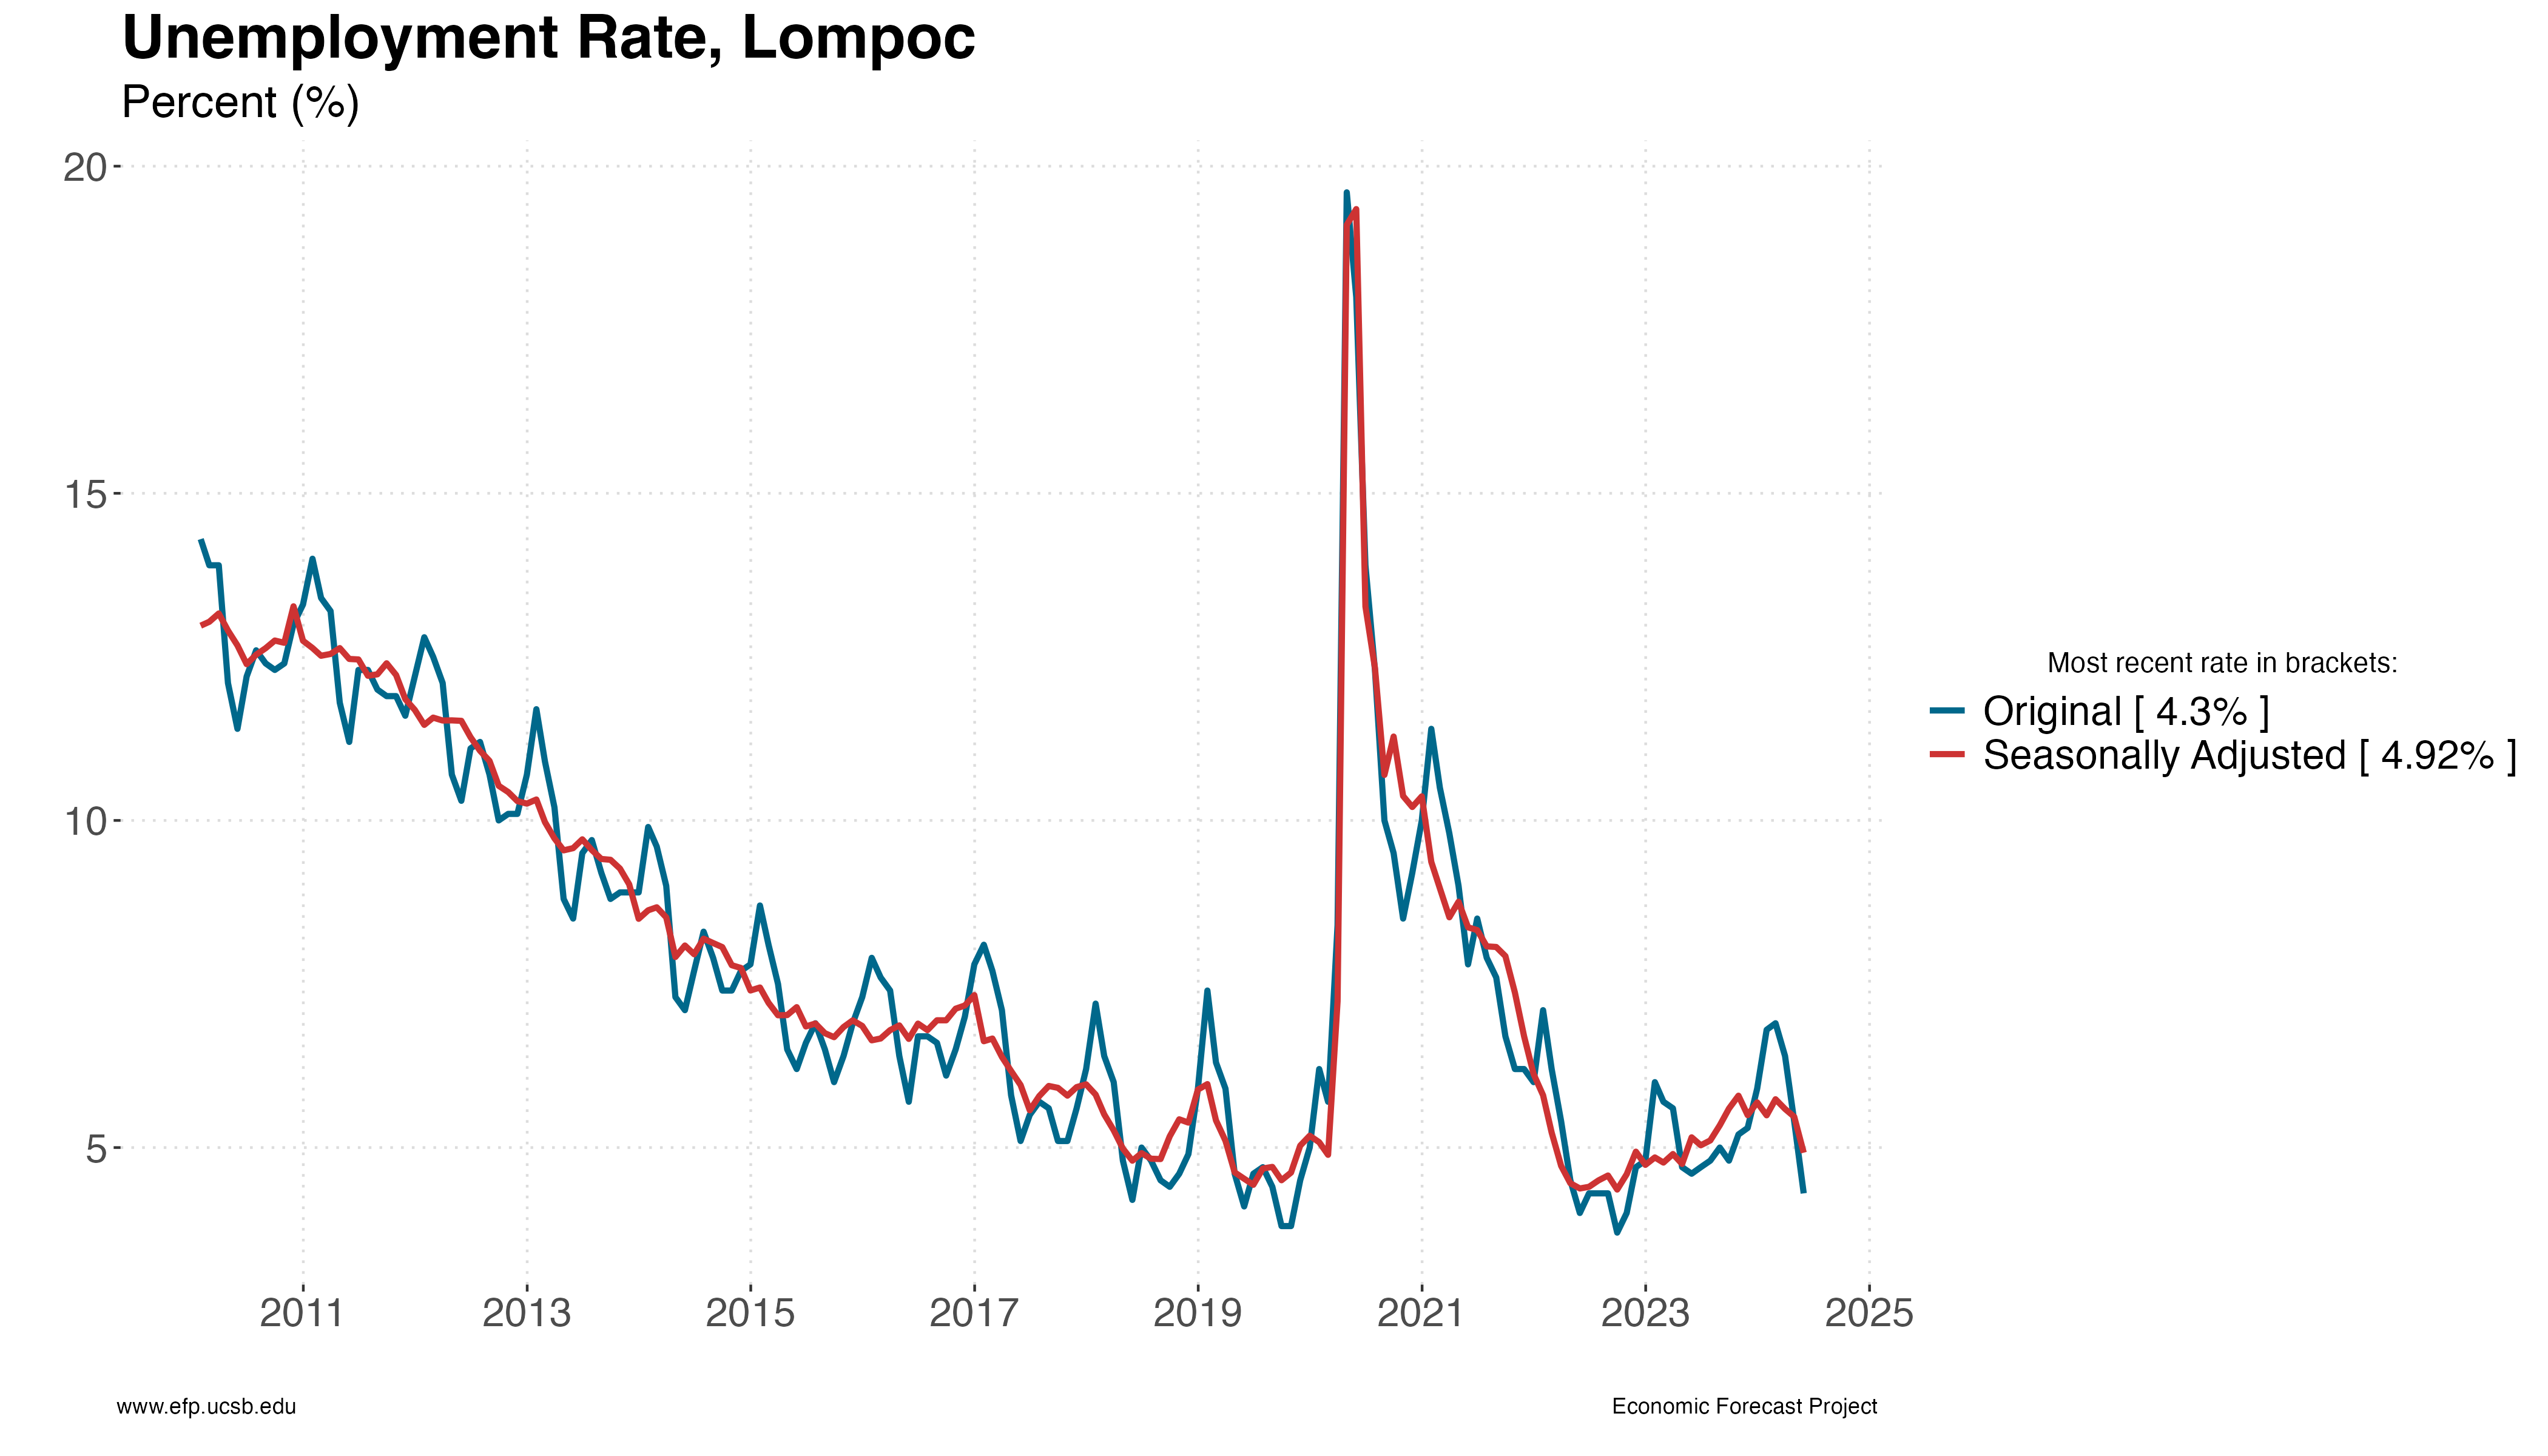 Unemployment Rate, Lompoc
Percent (%)
20
15
10
5
2011 2013 2015 2017 2019 2021 2023 2025
Most recent rate in brackets:
Original [ 4.3% ]
Seasonally Adjusted [ 4.92% ]
www.efp.ucsb.edu
Economic Forecast Project